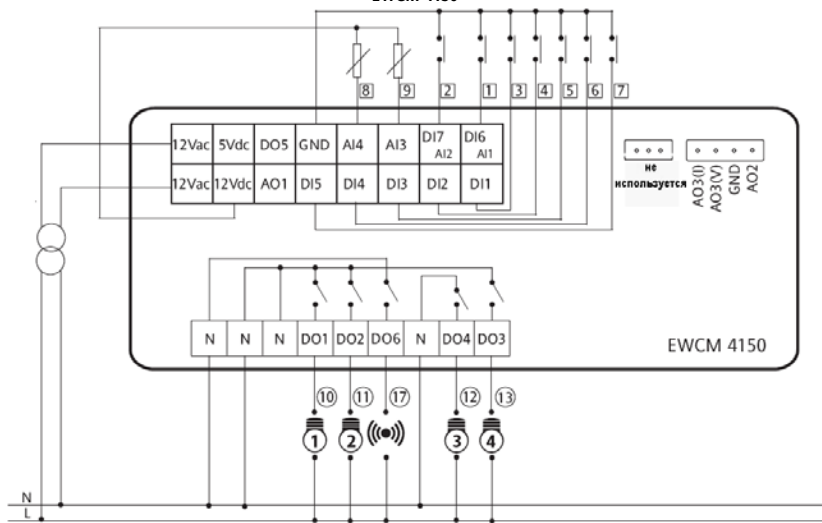 8 9 2 1 3 4 5 6 7
12Vac 5Vdc DO5 GND AI4 AI3 DI7 AI2 DI6 AI1
12Vac 12Vdc AO1 DI5 DI4 DI3 DI2 DI1
не
используется
AO3(I)
AO3(V)
GND
AO2
N N N DO1 DO2 DO6 N DO4 DO3
EWCM 4150
10 11 17 12 13
1 2 3 4
N
L